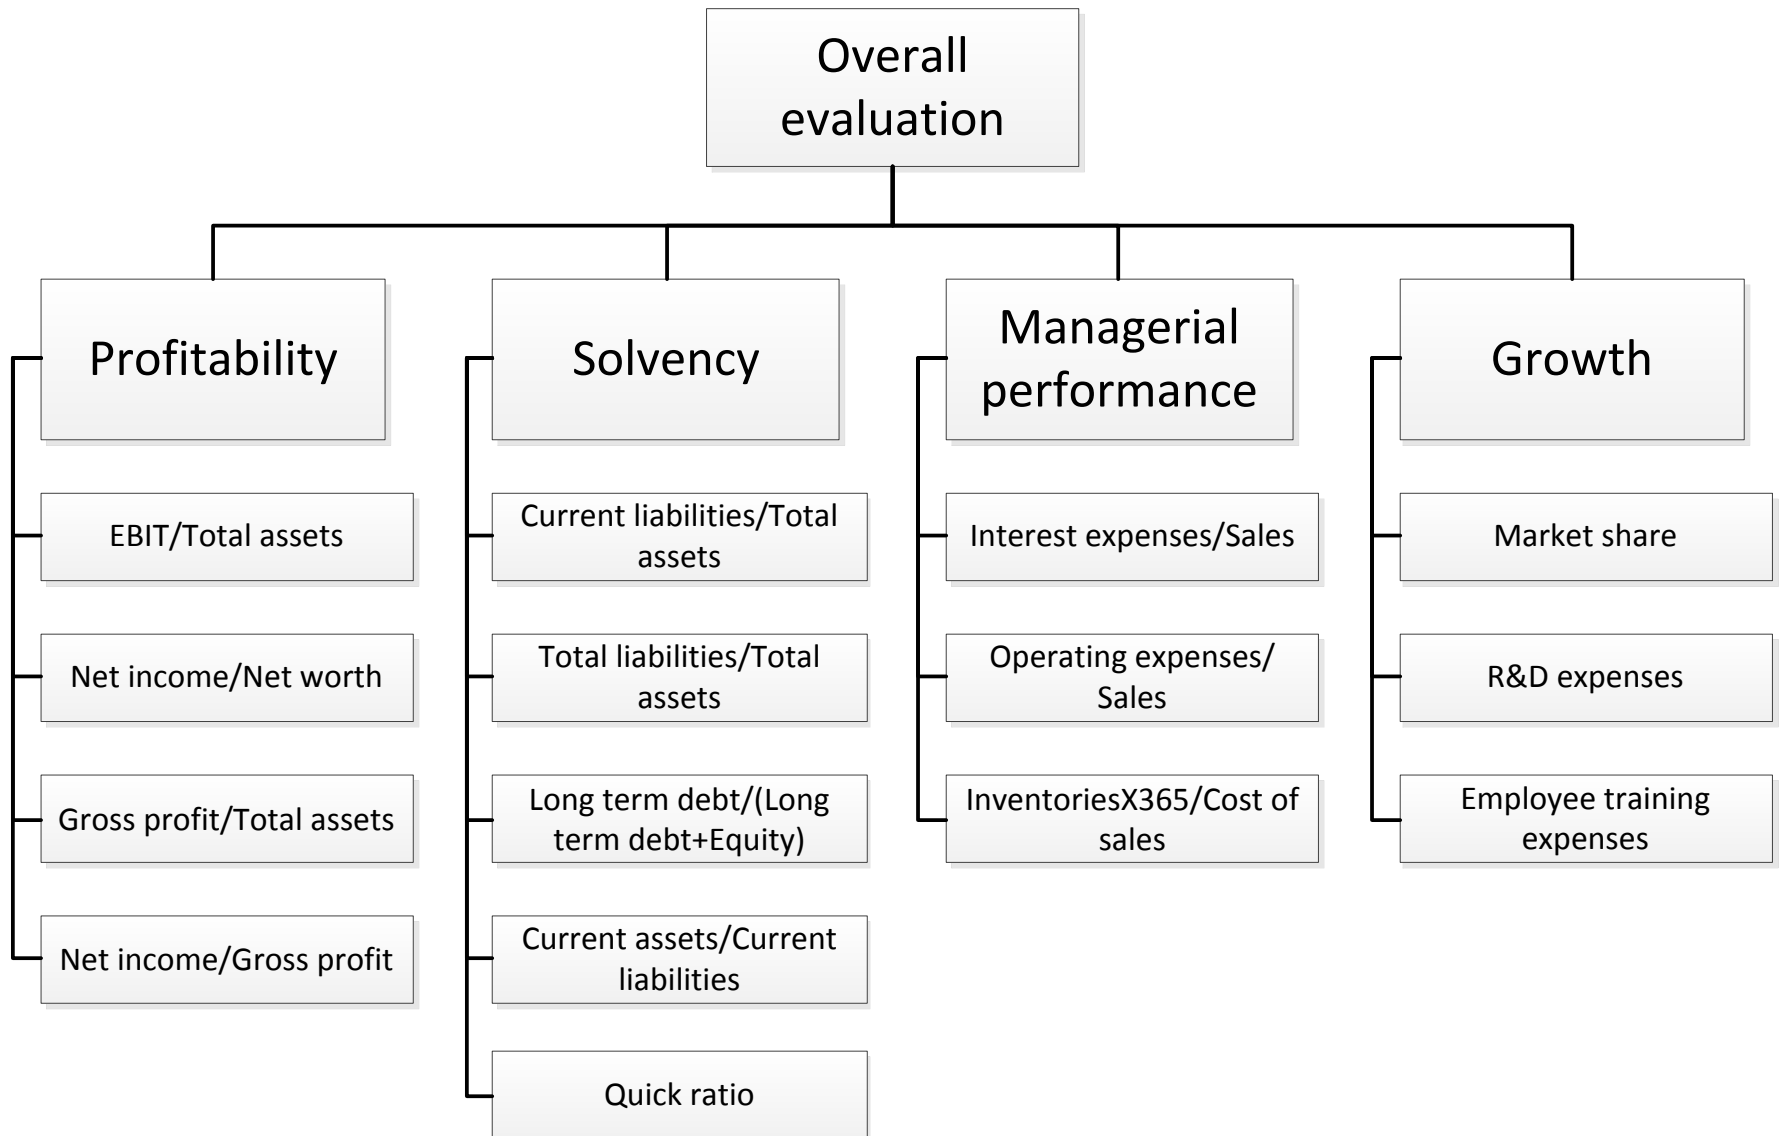 Overall
evaluation
Profitability
EBIT/Total assets
Net income/Net worth
Gross profit/Total assets
Net income/Gross profit
Solvency
Current liabilities/Total
assets
Total liabilities/Total
assets
Long term debt/(Long
term debt+Equity)
Current assets/Current
liabilities
Quick ratio
Managerial
performance
Interest expenses/Sales
Operating expenses/
Sales
InventoriesX365/Cost of
sales
Growth
Market share
R&D expenses
Employee training
expenses